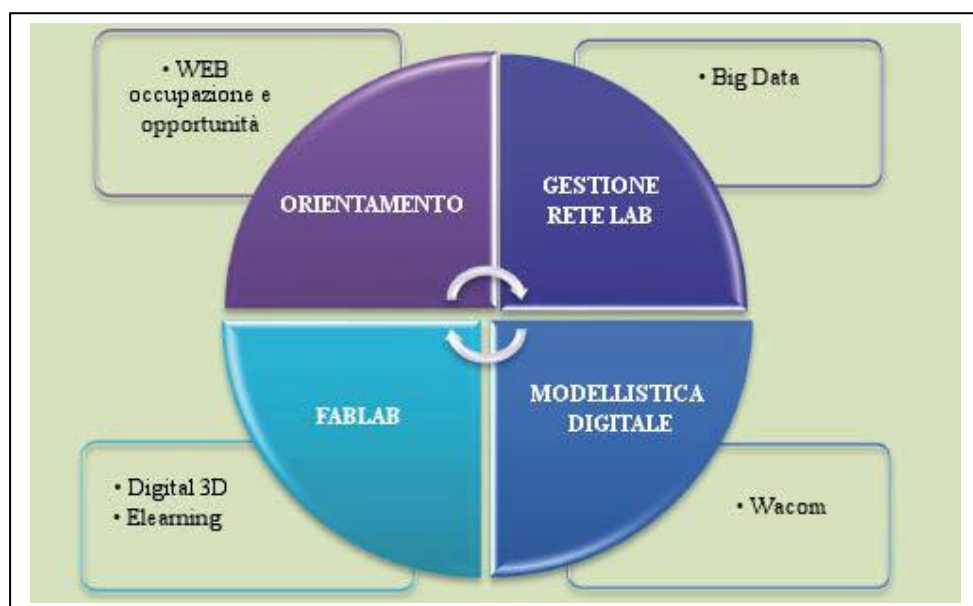 • WEB
occupazione e
opportunità
• Big Data
ORIENTAMENTO
GESTIONE
RETE LAB
FABLAB
MODELLISTICA
DIGITALE
• Digital 3D
• Elearning
• Wacom